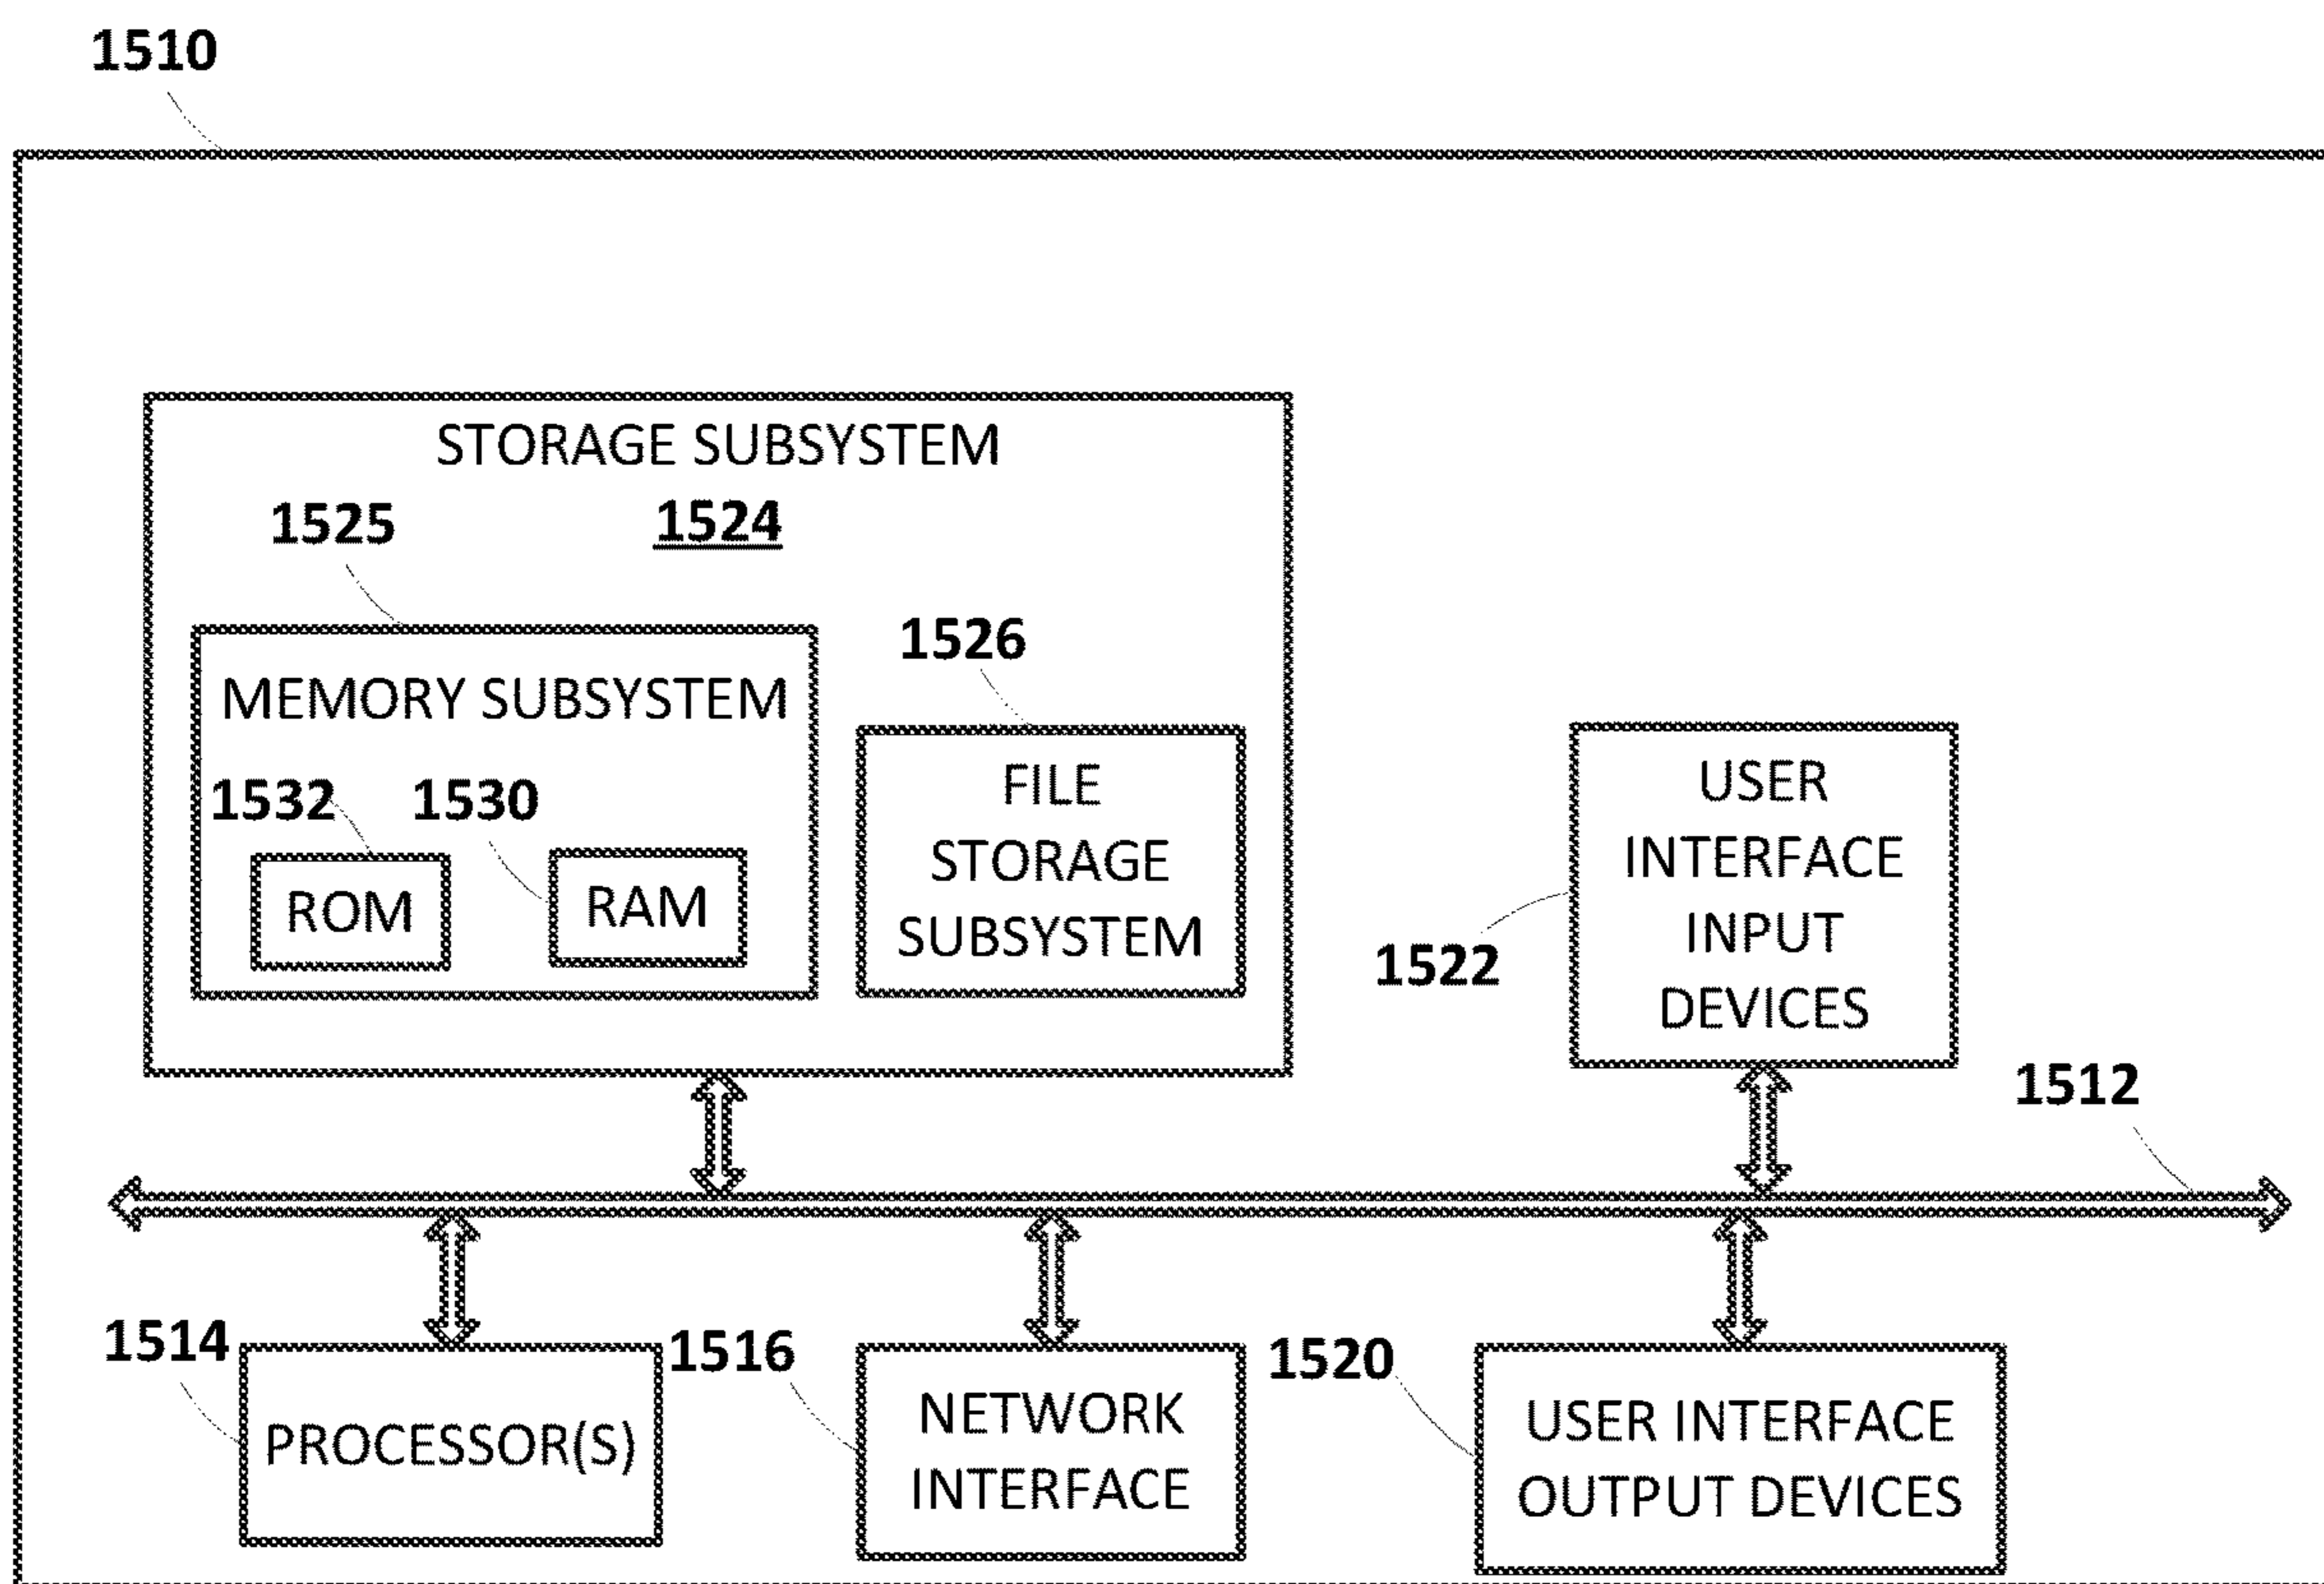 1510
STORAGE SUBSYSTEM
1524
1525
MEMORY SUBSYSTEM
1532
1530
ROM
RAM
1526
FILE
STORAGE
SUBSYSTEM
USER
INTERFACE
INPUT
DEVICES
1522
1512
1514
PROCESSOR(S)
1516
NETWORK
INTERFACE
1520
USER INTERFACE
OUTPUT DEVICES